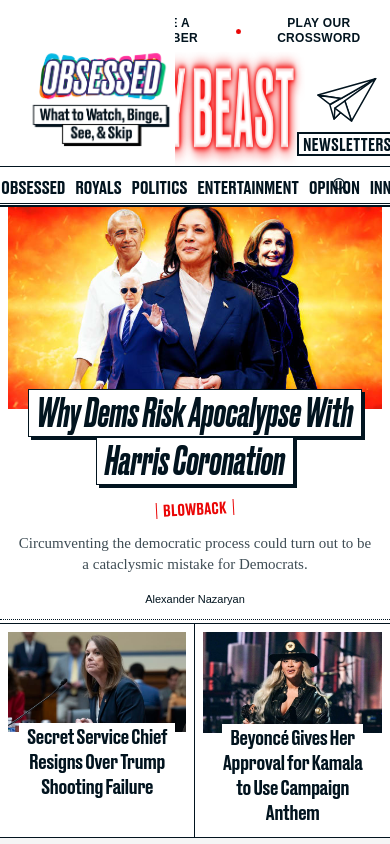 E A
BER
PLAY OUR
CROSSWORD
OBSESSED
What to Watch, Binge,
See, & Skip
Y BEAST
NEWSLETTERS
OBSESSED ROYALS POLITICS ENTERTAINMENT OPINION INN
Why Dems Risk Apocalypse With
Harris Coronation
BLOWBACK
Circumventing the democratic process could turn out to be
a cataclysmic mistake for Democrats.
Alexander Nazaryan
Secret Service Chief
Resigns Over Trump
Shooting Failure
Beyoncé Gives Her
Approval for Kamala
to Use Campaign
Anthem